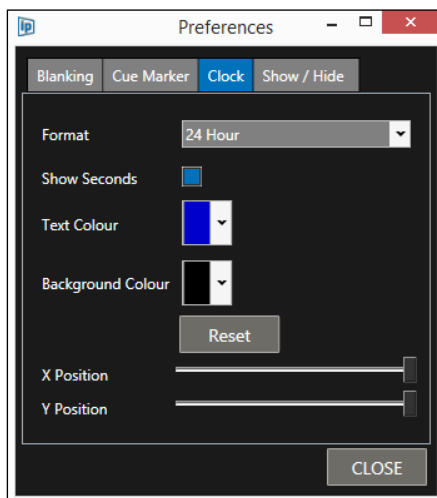 ip Preferences
Blanking Cue Marker Clock Show / Hide
Format 24 Hour
Show Seconds
Text Colour
Background Colour
Reset
X Position
Y Position
CLOSE